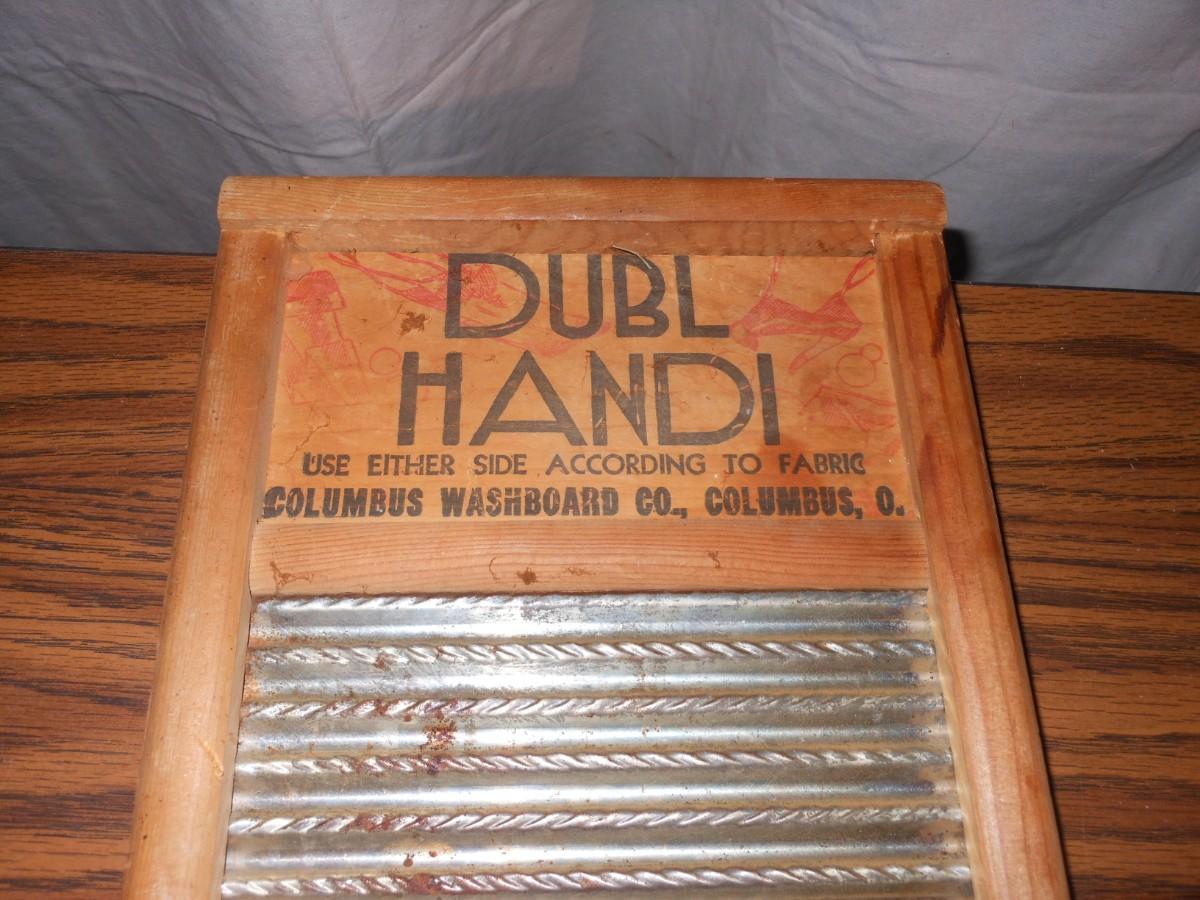 DUBL
HANDI
USE EITHER SIDE ACCORDING TO FABRIC
COLUMBUS WASHBOARD CO., COLUMBUS, O.